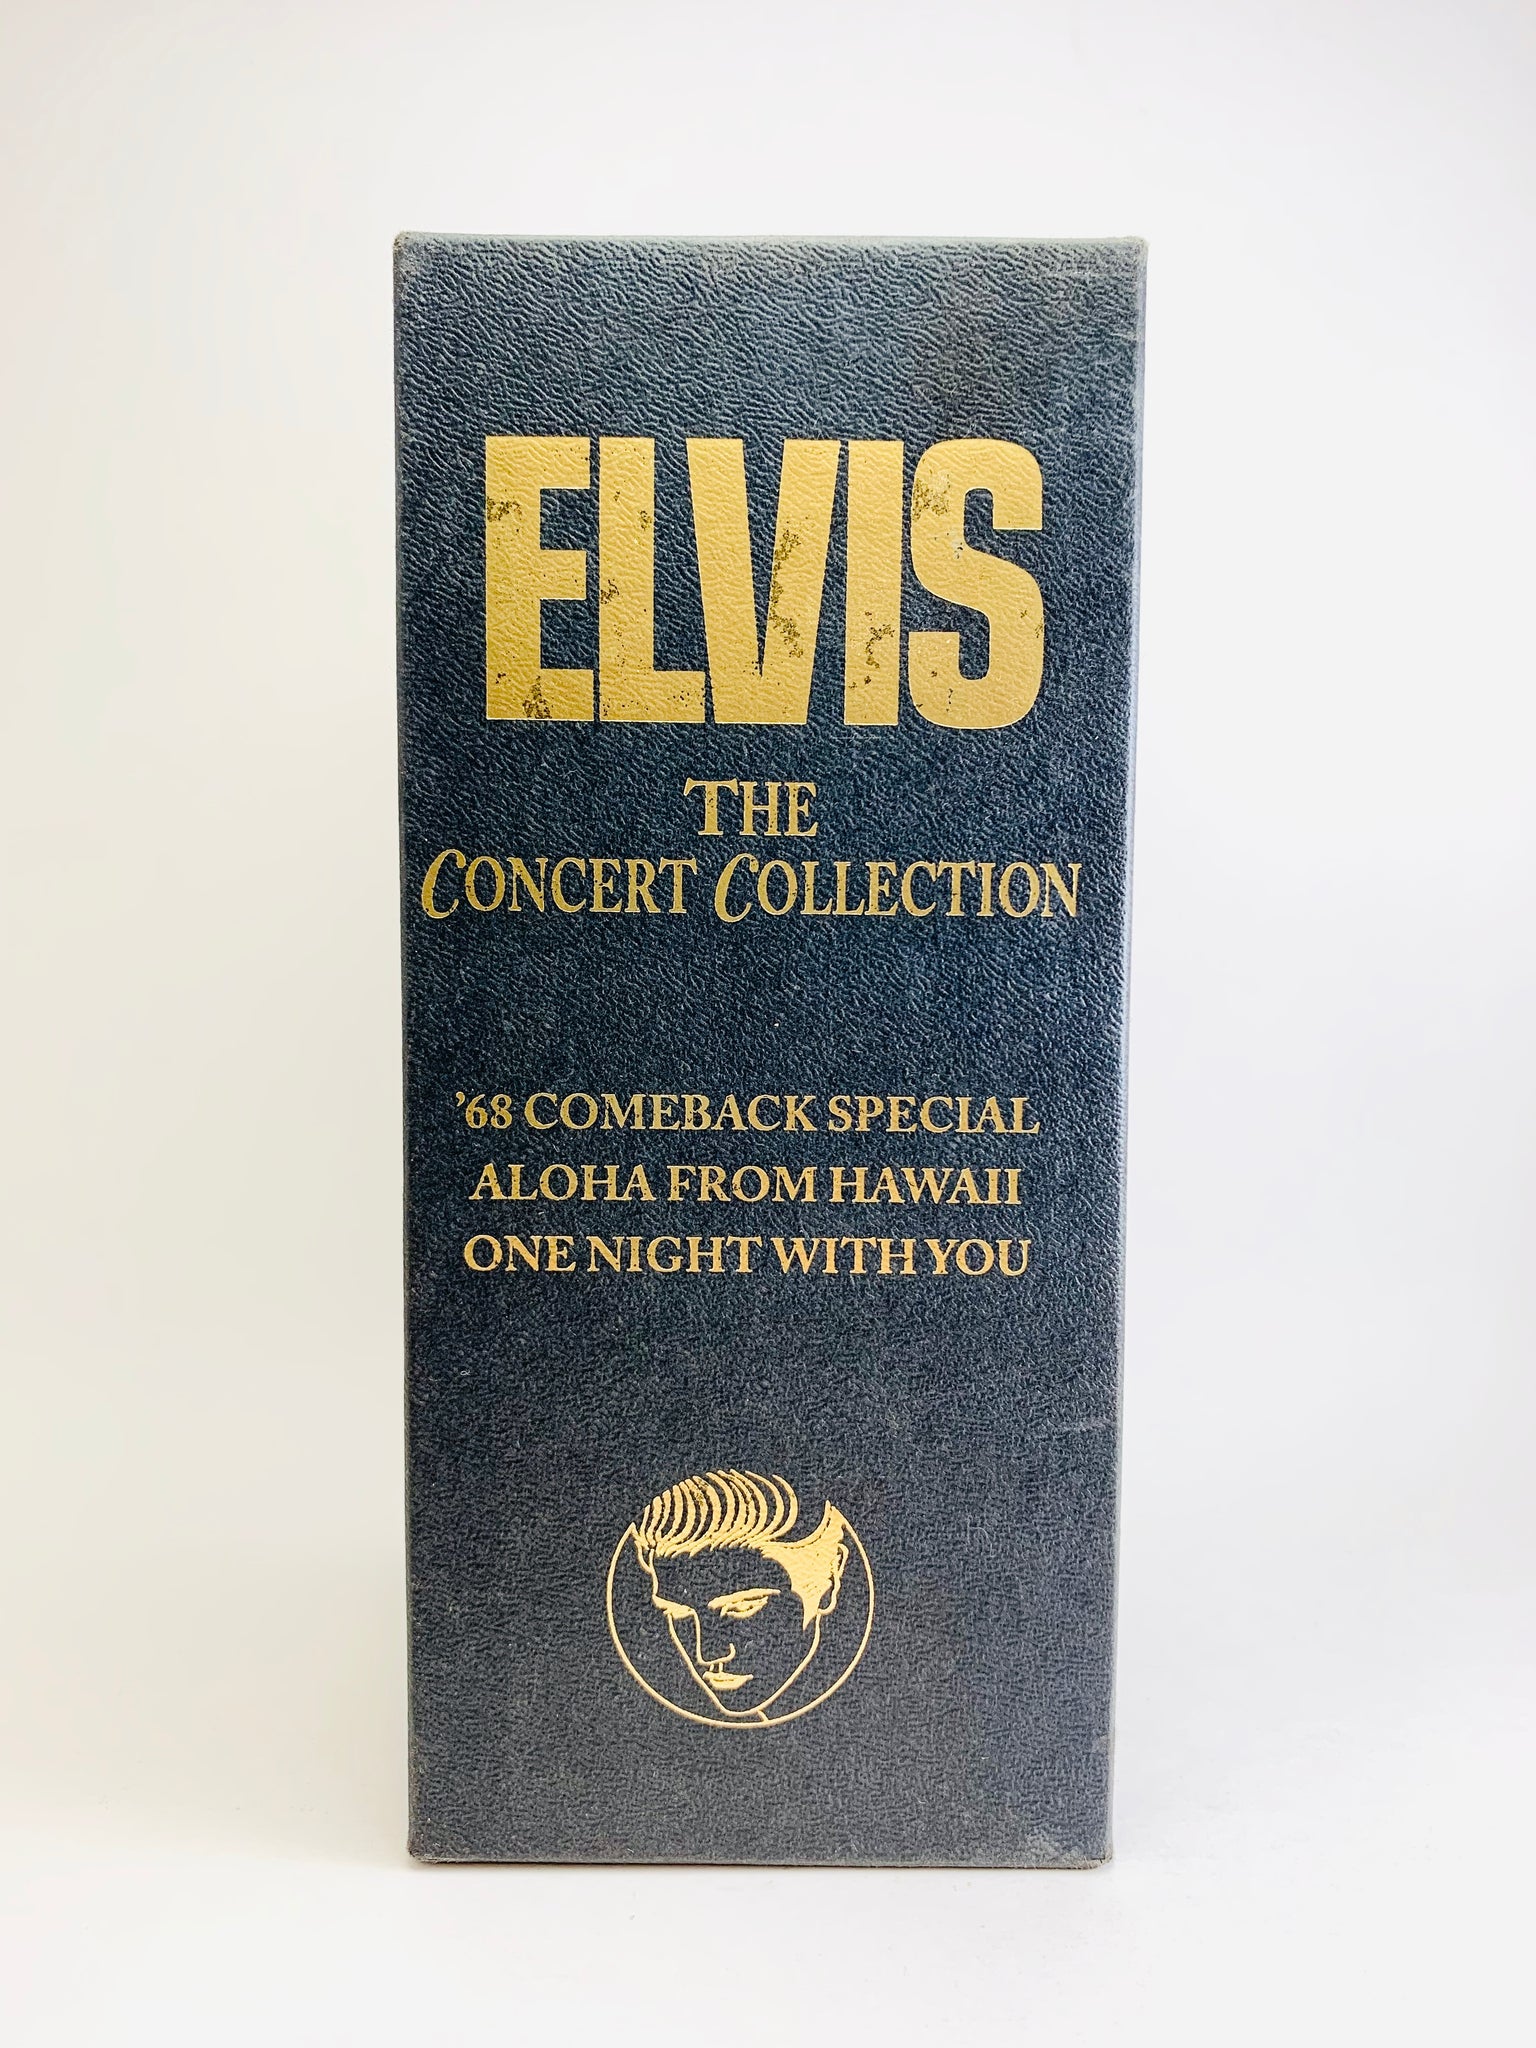 ELVIS
THE
CONCERT COLLECTION
’68 COMEBACK SPECIAL
ALOHA FROM HAWAII
ONE NIGHT WITH YOU